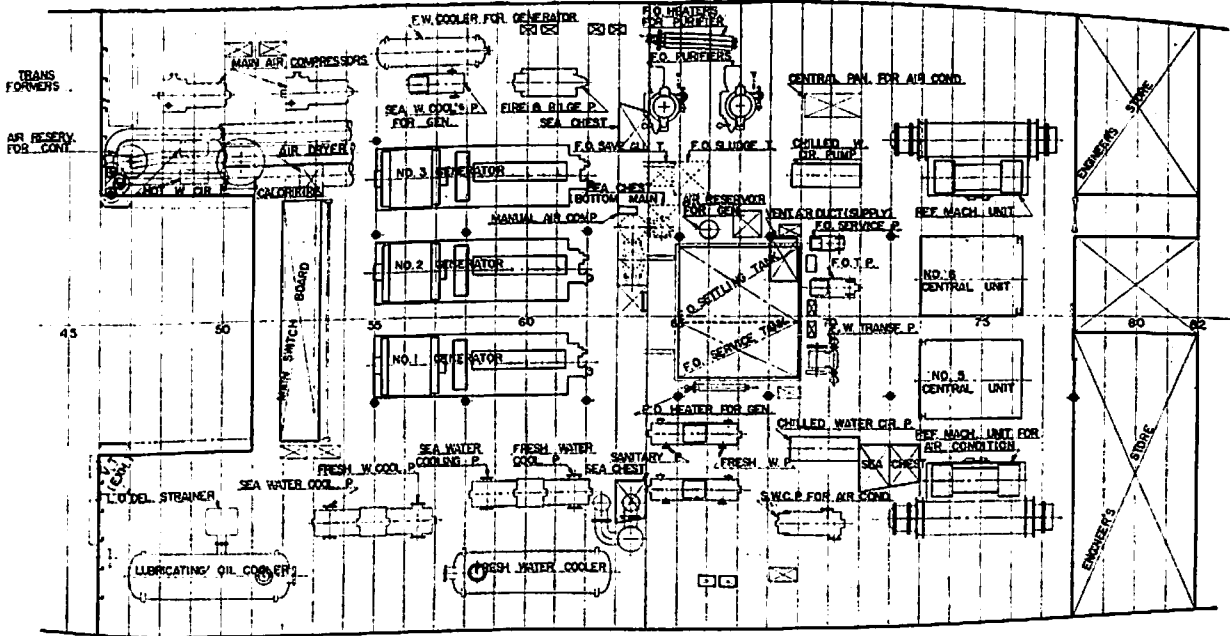 F.W. COOLER FOR GENERATOR
F.O. HEATERS
FOR PURIFIER
F.O. PURIFIERS
TRANS
FORMERS
MAIN AIR COMPRESSORS
CENTRAL PAN. FOR AIR COND.
SEA W. COOL'G P.
FOR GEN.
FIRE & BILGE P.
SEA CHEST
ENGINEER'S STORE
AIR RESERV.
FOR CONT.
AIR DRYER
HOT W. CIR P.
CALORIFIRE
NO. 3 GENERATOR
F.O. SLUDGE T.
CHILLED W.
CIR. PUMP
SEA CHEST
(BOTTOM MAIN)
AIR RESERVOIR
FOR GEN.
MANUAL AIR COMP.
VENT. AIR DUCT (SUPPLY)
REF. MACH. UNIT
F.O. SERVICE P.
NO. 2 GENERATOR
MAIN SWITCH BOARD
F.O. SETTLING TANK
F.O.T.P.
NO. 6
CENTRAL UNIT
45
50
55
60
65
70
75
80
82
F.O. SERVICE TANK
F.W. TRANSF. P.
NO. 1 GENERATOR
NO. 5
CENTRAL UNIT
F.O. HEATER FOR GEN.
CHILLED WATER CIR. P.
REF. MACH. UNIT FOR
AIR CONDITION
SEA WATER
COOLING P.
FRESH WATER
COOL. P.
SANITARY P.
FRESH W. P.
SEA CHEST
SEA CHEST
FRESH W. COOL. P.
SEA WATER COOL. P.
L.O. DEL. STRAINER
S.W.C.P. FOR AIR COND.
ENGINEER'S STORE
LUBRICATING OIL COOLER
FRESH WATER COOLER